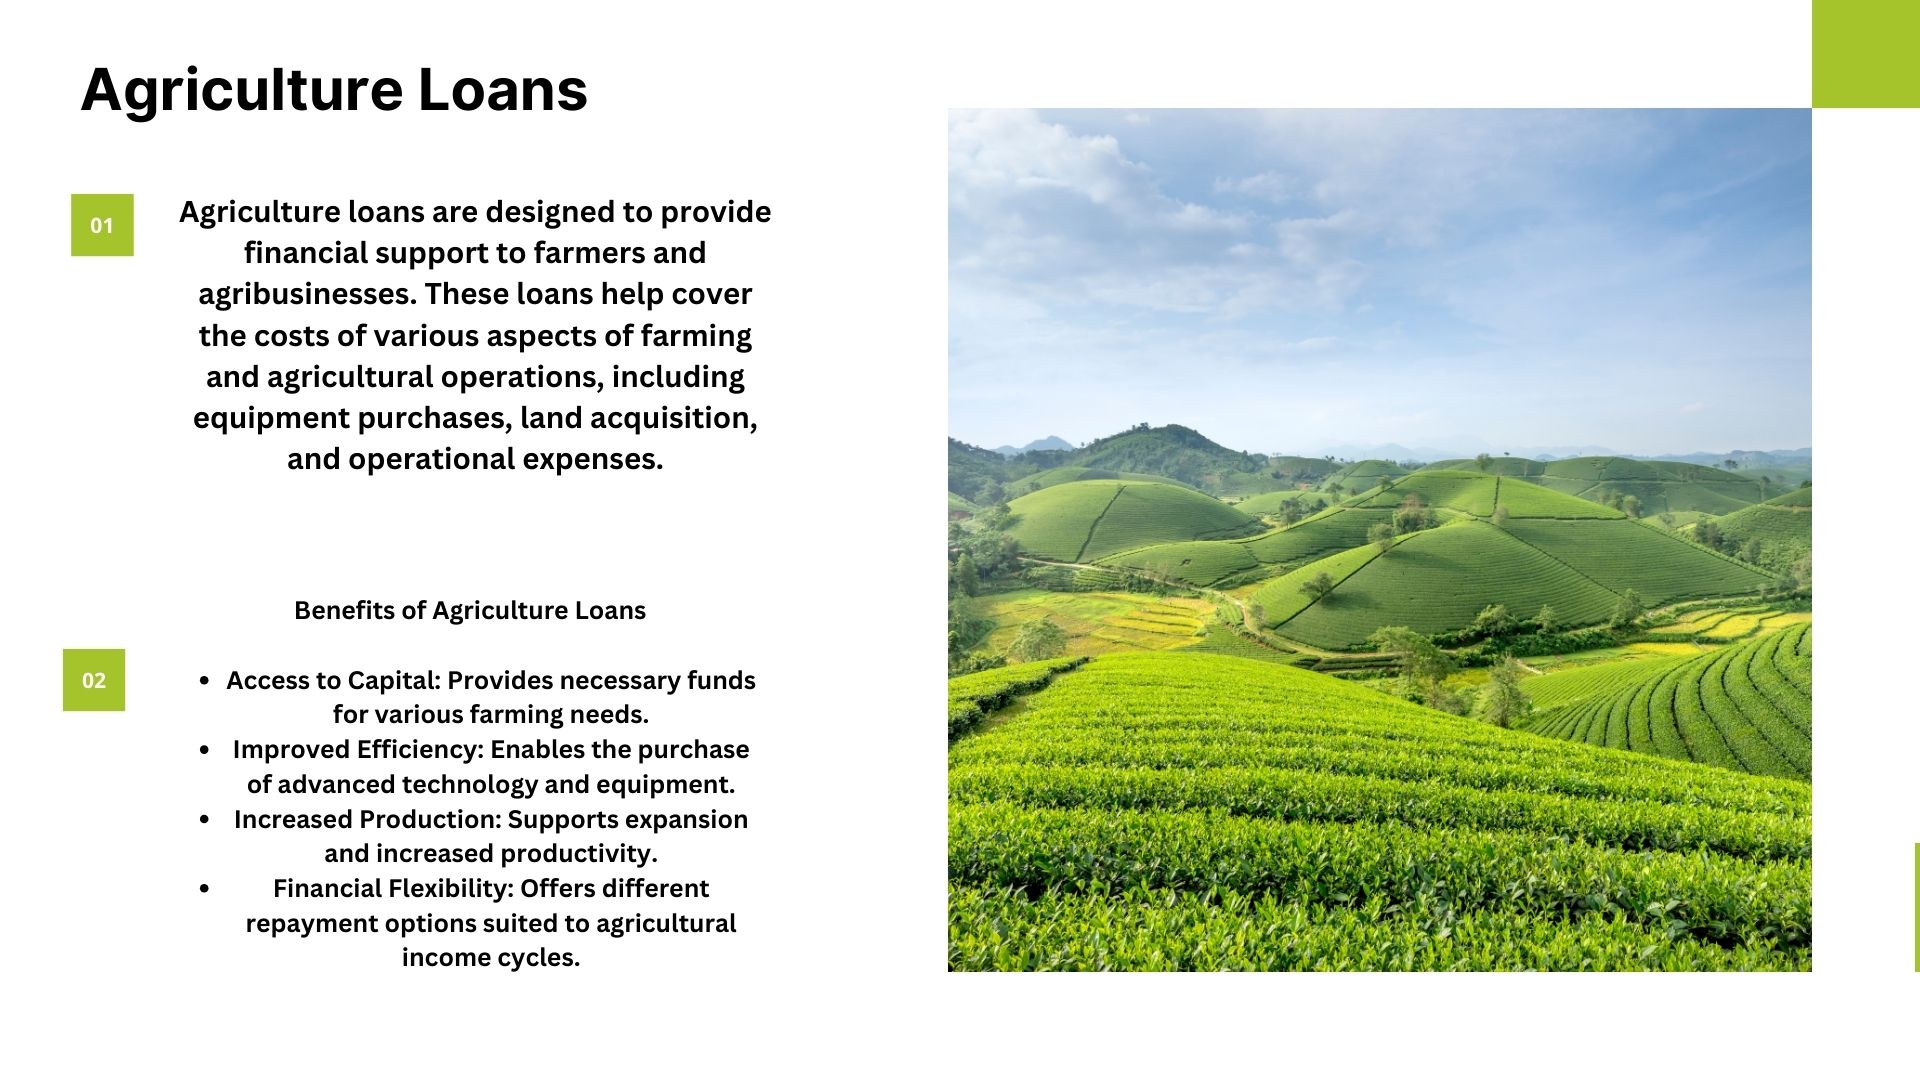 Agriculture Loans
01
Agriculture loans are designed to provide
financial support to farmers and
agribusinesses. These loans help cover
the costs of various aspects of farming
and agricultural operations, including
equipment purchases, land acquisition,
and operational expenses.
Benefits of Agriculture Loans
02
• Access to Capital: Provides necessary funds
for various farming needs.
• Improved Efficiency: Enables the purchase
of advanced technology and equipment.
• Increased Production: Supports expansion
and increased productivity.
• Financial Flexibility: Offers different
repayment options suited to agricultural
income cycles.